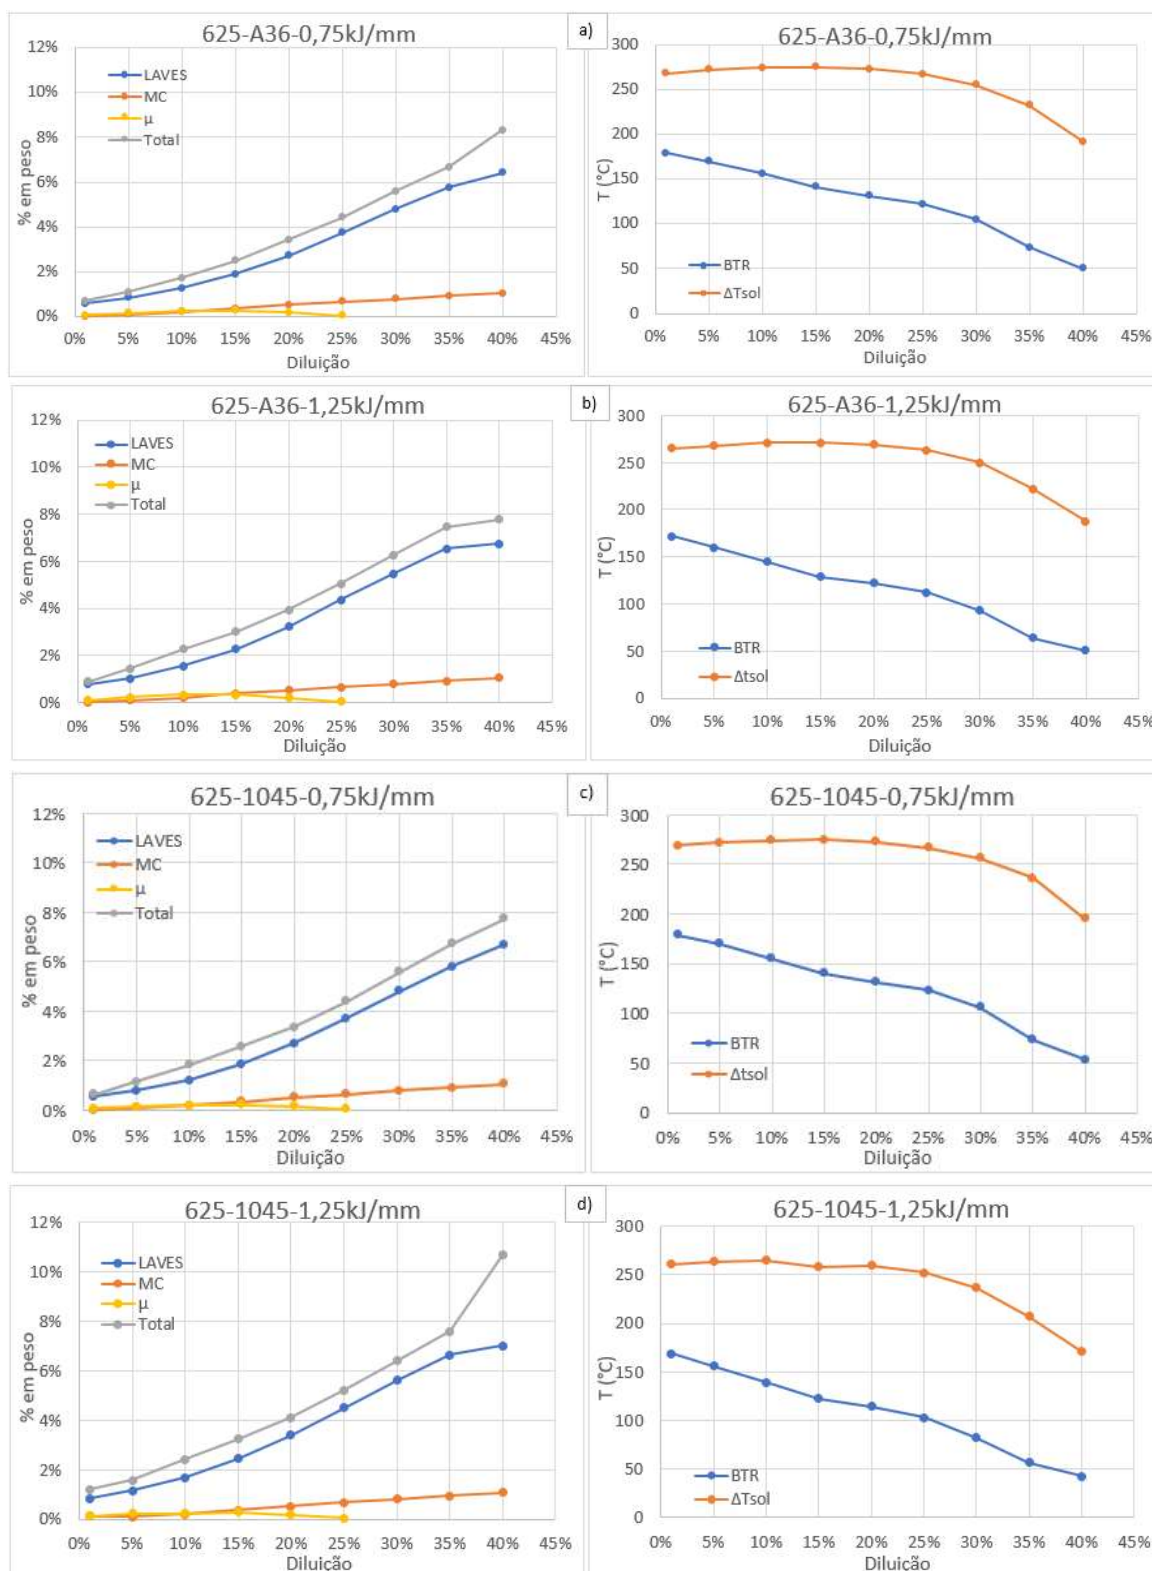 625-A36-0,75kJ/mm
a)
12%
10%
8%
6%
4%
2%
0%
% em peso
LAVES
MC
μ
Total
0% 5% 10% 15% 20% 25% 30% 35% 40% 45%
Diluição
625-A36-0,75kJ/mm
300
250
200
150
100
50
0
T (°C)
BTR
ΔTsol
0% 5% 10% 15% 20% 25% 30% 35% 40% 45%
Diluição
625-A36-1,25kJ/mm
b)
12%
10%
8%
6%
4%
2%
0%
% em peso
LAVES
MC
μ
Total
0% 5% 10% 15% 20% 25% 30% 35% 40% 45%
Diluição
625-A36-1,25kJ/mm
300
250
200
150
100
50
0
T (°C)
BTR
Δtsol
0% 5% 10% 15% 20% 25% 30% 35% 40% 45%
Diluição
625-1045-0,75kJ/mm
c)
12%
10%
8%
6%
4%
2%
0%
% em peso
LAVES
MC
μ
Total
0% 5% 10% 15% 20% 25% 30% 35% 40% 45%
Diluição
625-1045-0,75kJ/mm
300
250
200
150
100
50
0
T (°C)
BTR
Δtsol
0% 5% 10% 15% 20% 25% 30% 35% 40% 45%
Diluição
625-1045-1,25kJ/mm
d)
12%
10%
8%
6%
4%
2%
0%
% em peso
LAVES
MC
μ
Total
0% 5% 10% 15% 20% 25% 30% 35% 40% 45%
Diluição
625-1045-1,25kJ/mm
300
250
200
150
100
50
0
T (°C)
BTR
ΔTsol
0% 5% 10% 15% 20% 25% 30% 35% 40% 45%
Diluição